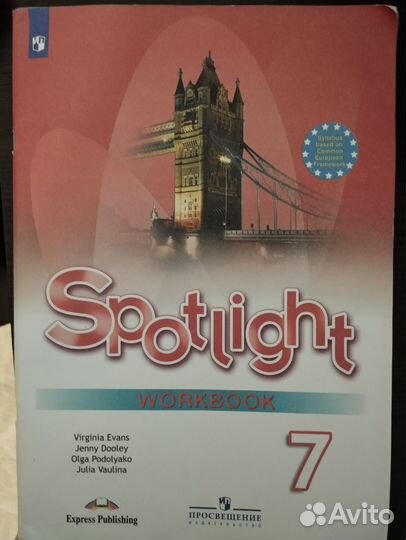 Syllabus
based on
Common
European
Framework
Spotlight
WORKBOOK
Virginia Evans
Jenny Dooley
Olga Podolyako
Julia Vaulina
7
Express Publishing
ПРОСВЕЩЕНИЕ
ИЗДАТЕЛЬСТВО
Avito